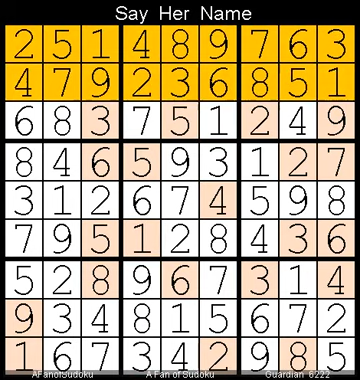 Say Her Name
2 5 1 4 8 9 7 6 3
4 7 9 2 3 6 8 5 1
6 8 3 7 5 1 2 4 9
8 4 6 5 9 3 1 2 7
3 1 2 6 7 4 5 9 8
7 9 5 1 2 8 4 3 6
5 2 8 9 6 7 3 1 4
9 3 4 8 1 5 6 7 2
1 6 7 3 4 2 9 8 5
AFanofSudoku A Fan of Sudoku Guardian 6222